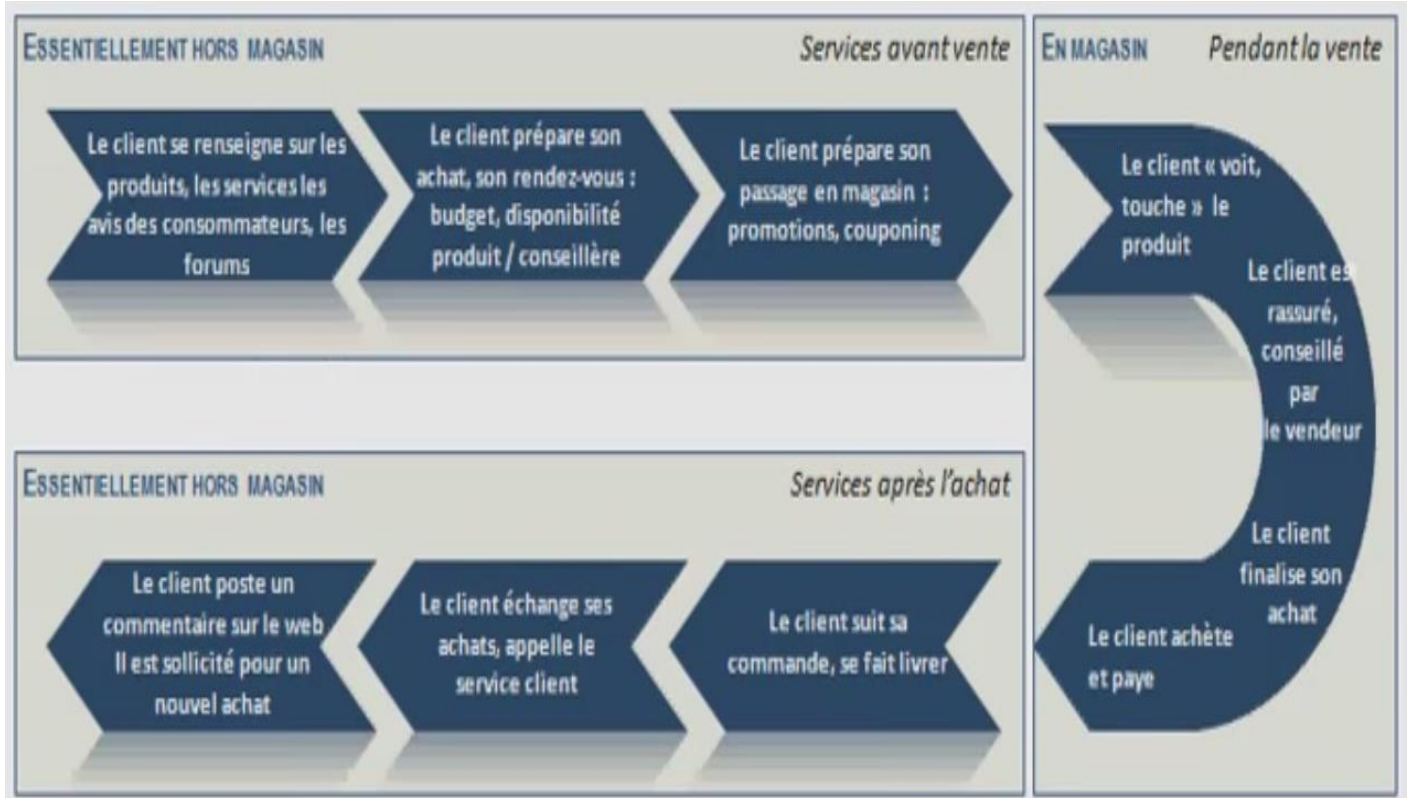 ESSENTIELLEMENT HORS MAGASIN
Services avant vente
Le client se renseigne sur les
produits, les services les
avis des consommateurs, les
forums
Le client prépare son
achat, son rendez-vous :
budget, disponibilité
produit / conseillère
Le client prépare son
passage en magasin :
promotions, couponing
EN MAGASIN
Pendant la vente
Le client « voit,
touche » le
produit
Le client est
rassuré,
conseillé
par
le vendeur
Le client
finalise son
achat
Le client achète
et paye
ESSENTIELLEMENT HORS MAGASIN
Services après l'achat
Le client suit sa
commande, se fait livrer
Le client échange ses
achats, appelle le
service client
Le client poste un
commentaire sur le web
Il est sollicité pour un
nouvel achat